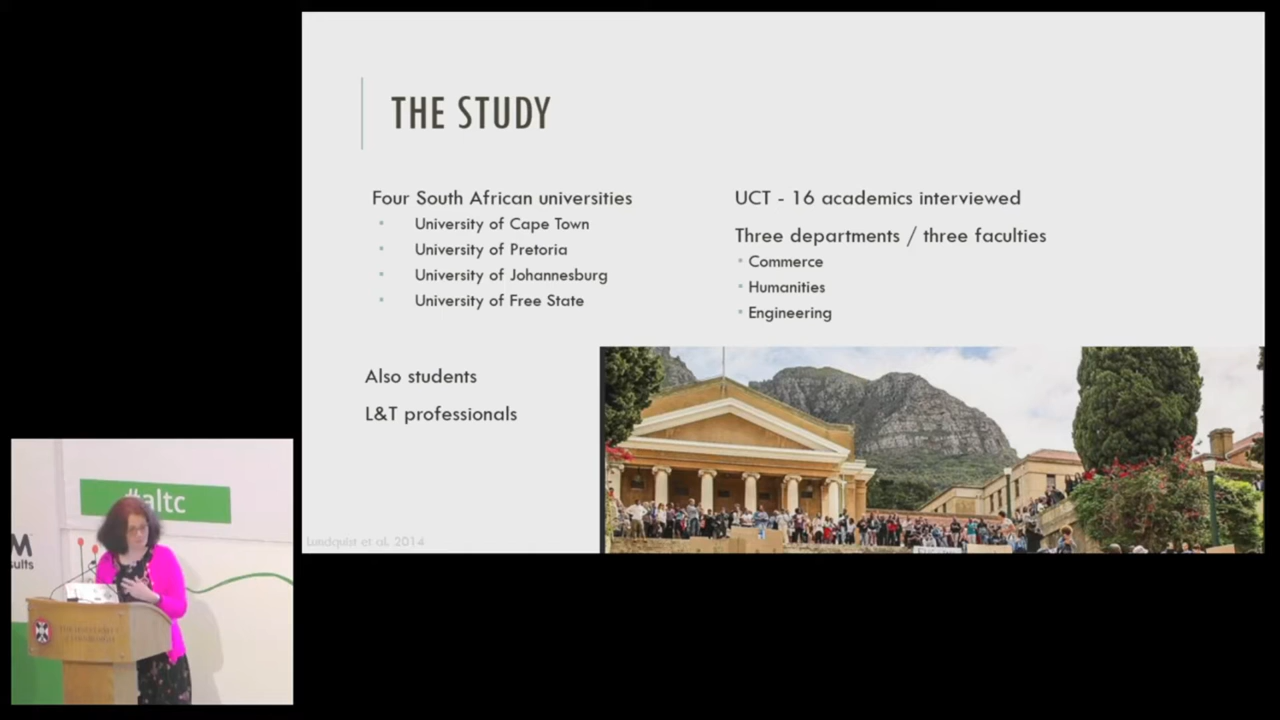 THE STUDY
Four South African universities
University of Cape Town
University of Pretoria
University of Johannesburg
University of Free State
Also students
L&T professionals
UCT - 16 academics interviewed
Three departments / three faculties
Commerce
Humanities
Engineering
Lundquist et al. 2014
#altc
M
sults